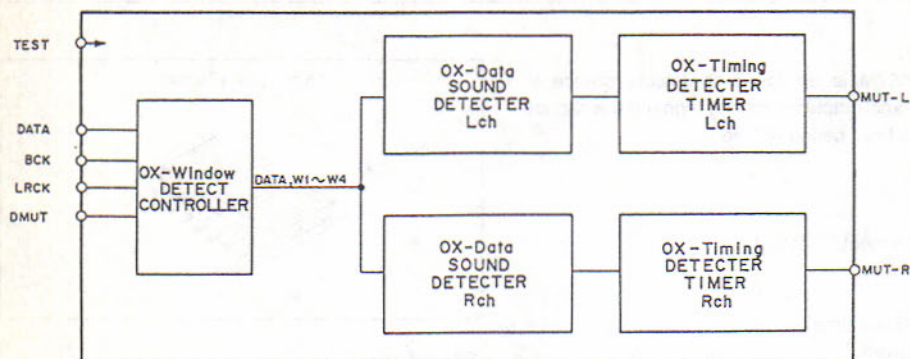 TEST
DATA
BCK
LRCK
DMUT
OX-Window
DETECT
CONTROLLER
DATA,W1～W4
OX-Data
SOUND
DETECTER
Lch
OX-Timing
DETECTER
TIMER
Lch
MUT-L
OX-Data
SOUND
DETECTER
Rch
OX-Timing
DETECTER
TIMER
Rch
MUT-R